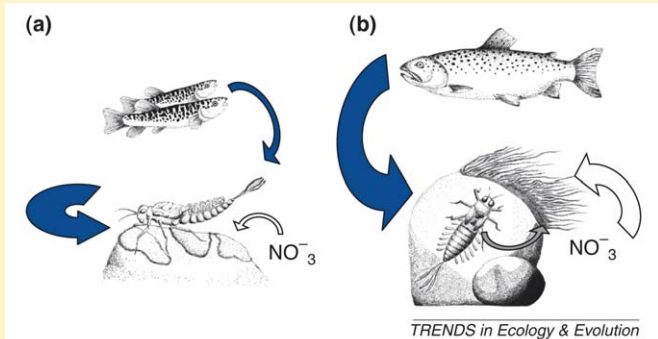 (a)
(b)
NO⁻₃
NO⁻₃
TRENDS in Ecology & Evolution